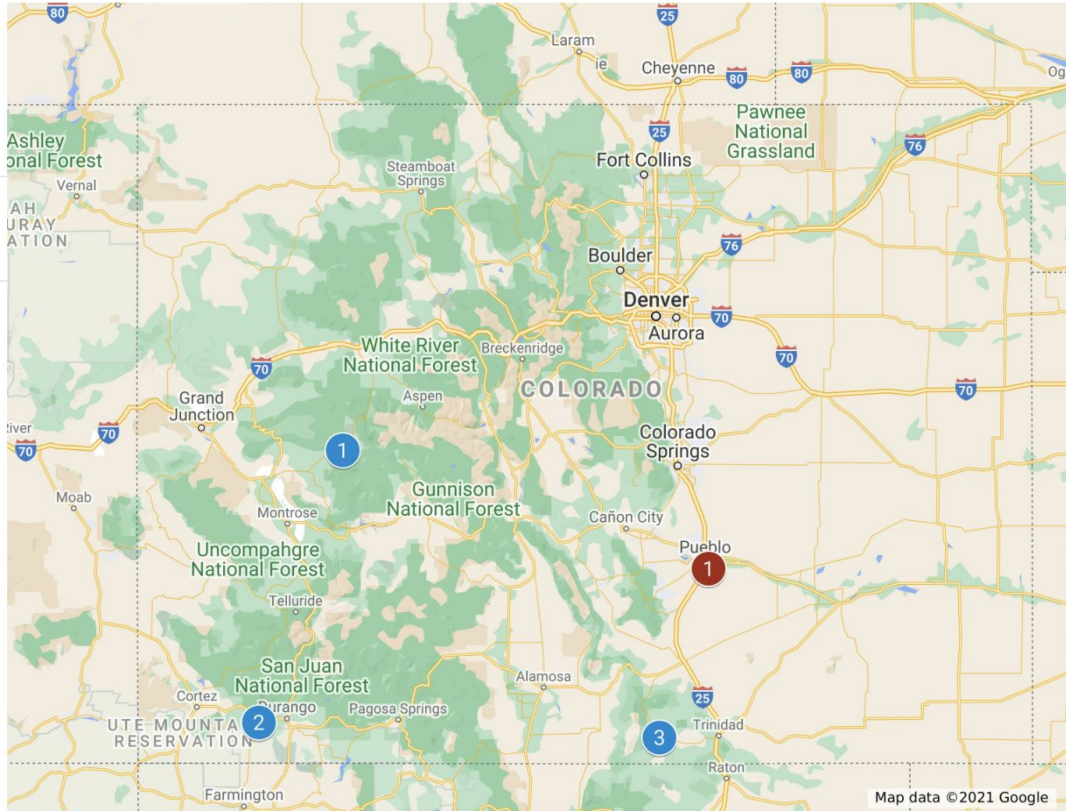 80
25
Laram
ie
Cheyenne
80
80
Og
Ashley
onal Forest
Pawnee
National
Grassland
25
76
Fort Collins
Steamboat
Springs
Vernal
AH
URAY
ATION
76
Boulder
Denver
70
Aurora
White River
National Forest
Breckenridge
70
70
COLORADO
70
Aspen
Grand
Junction
River
70
70
Colorado
Springs
1
Gunnison
National Forest
Moab
Montrose
Cañon City
Uncompahgre
National Forest
Pueblo
1
Telluride
San Juan
National Forest
Alamosa
25
Cortez
Durango
Pagosa Springs
2
UTE MOUNTA
RESERVATION
3
Trinidad
Raton
Farmington
Map data ©2021 Google